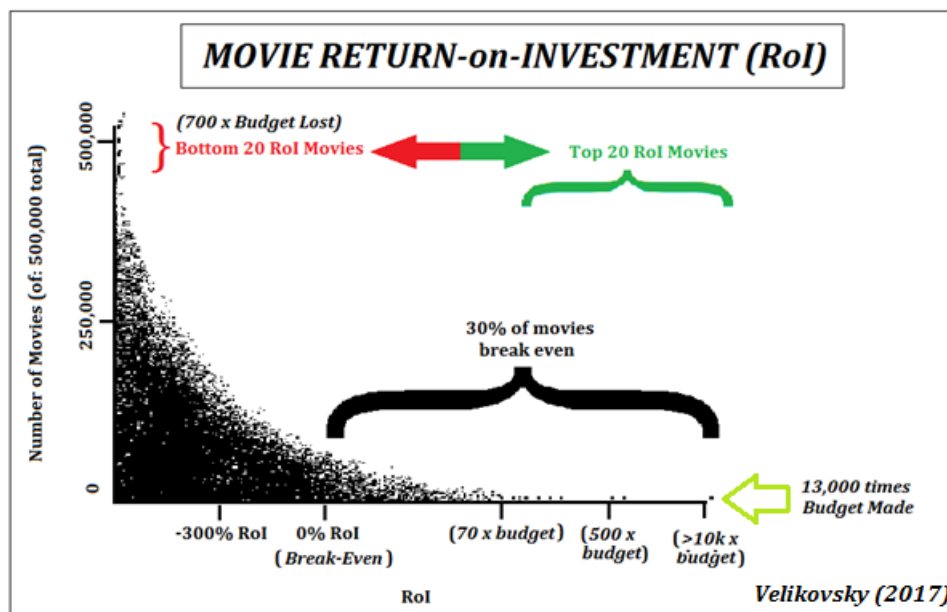 MOVIE RETURN-on-INVESTMENT (RoI)
(700 x Budget Lost)
Bottom 20 RoI Movies
Top 20 RoI Movies
Number of Movies (of: 500,000 total)
500,000
250,000
0
30% of movies
break even
13,000 times
Budget Made
-300% RoI
0% RoI
(Break-Even)
(70 x budget)
(500 x
budget)
(>10k x
budget)
RoI
Velikovsky (2017)